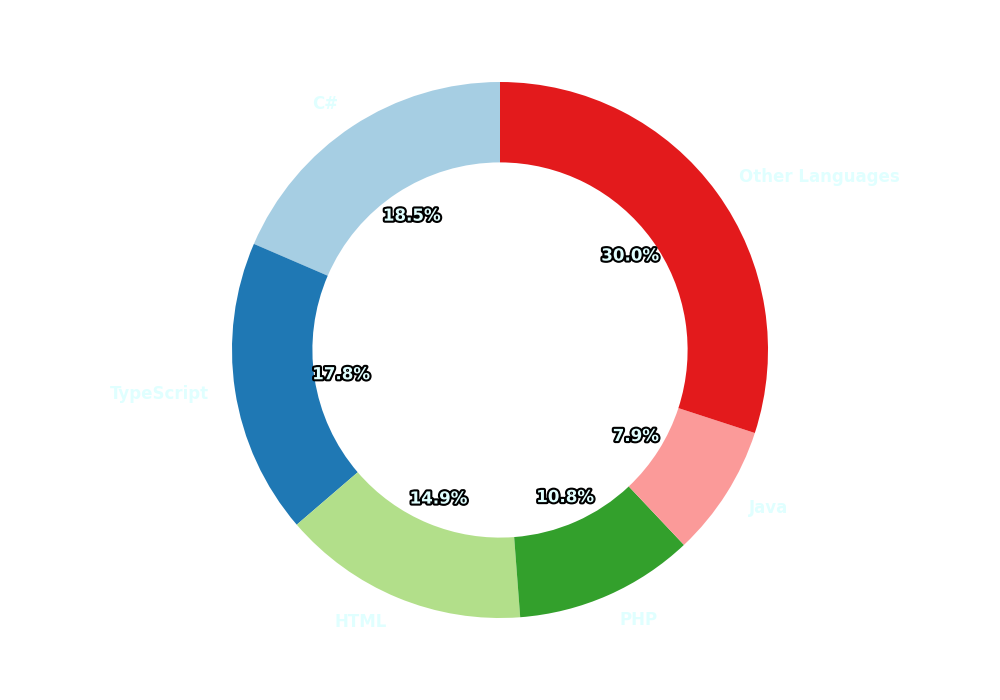 C#
Other Languages
18.5%
30.0%
17.8%
TypeScript
7.9%
14.9%
10.8%
Java
HTML
PHP